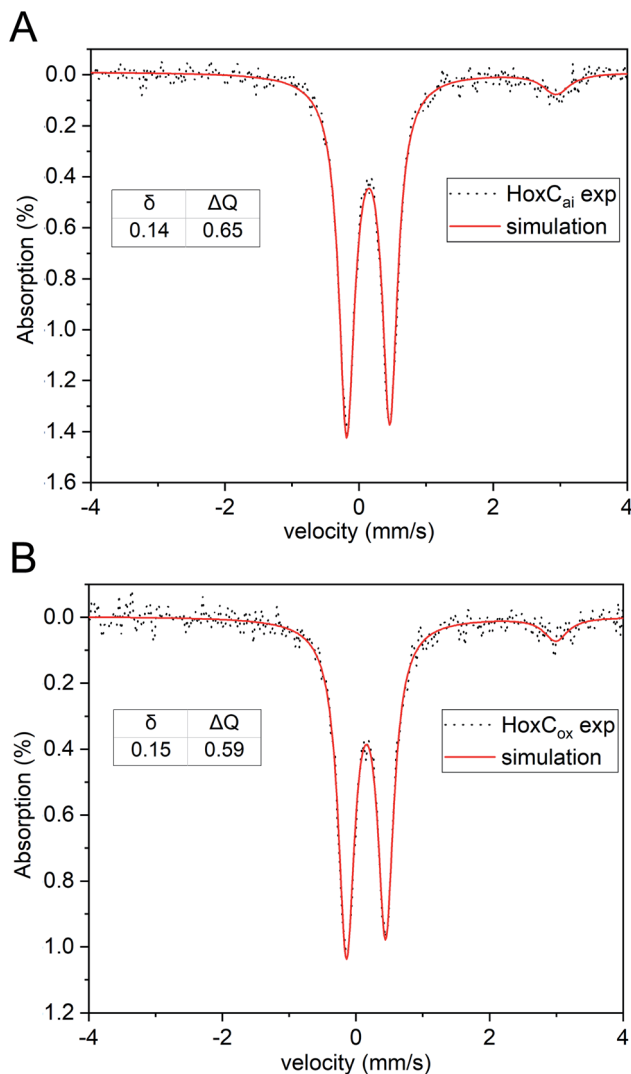 A
0.0
0.2
0.4
0.6
0.8
1.0
1.2
1.4
1.6
Absorption (%)
δ ΔQ
0.14 0.65
HoxCai exp
simulation
-4 -2 0 2 4
velocity (mm/s)
B
0.0
0.2
0.4
0.6
0.8
1.0
1.2
Absorption (%)
δ ΔQ
0.15 0.59
HoxCox exp
simulation
-4 -2 0 2 4
velocity (mm/s)